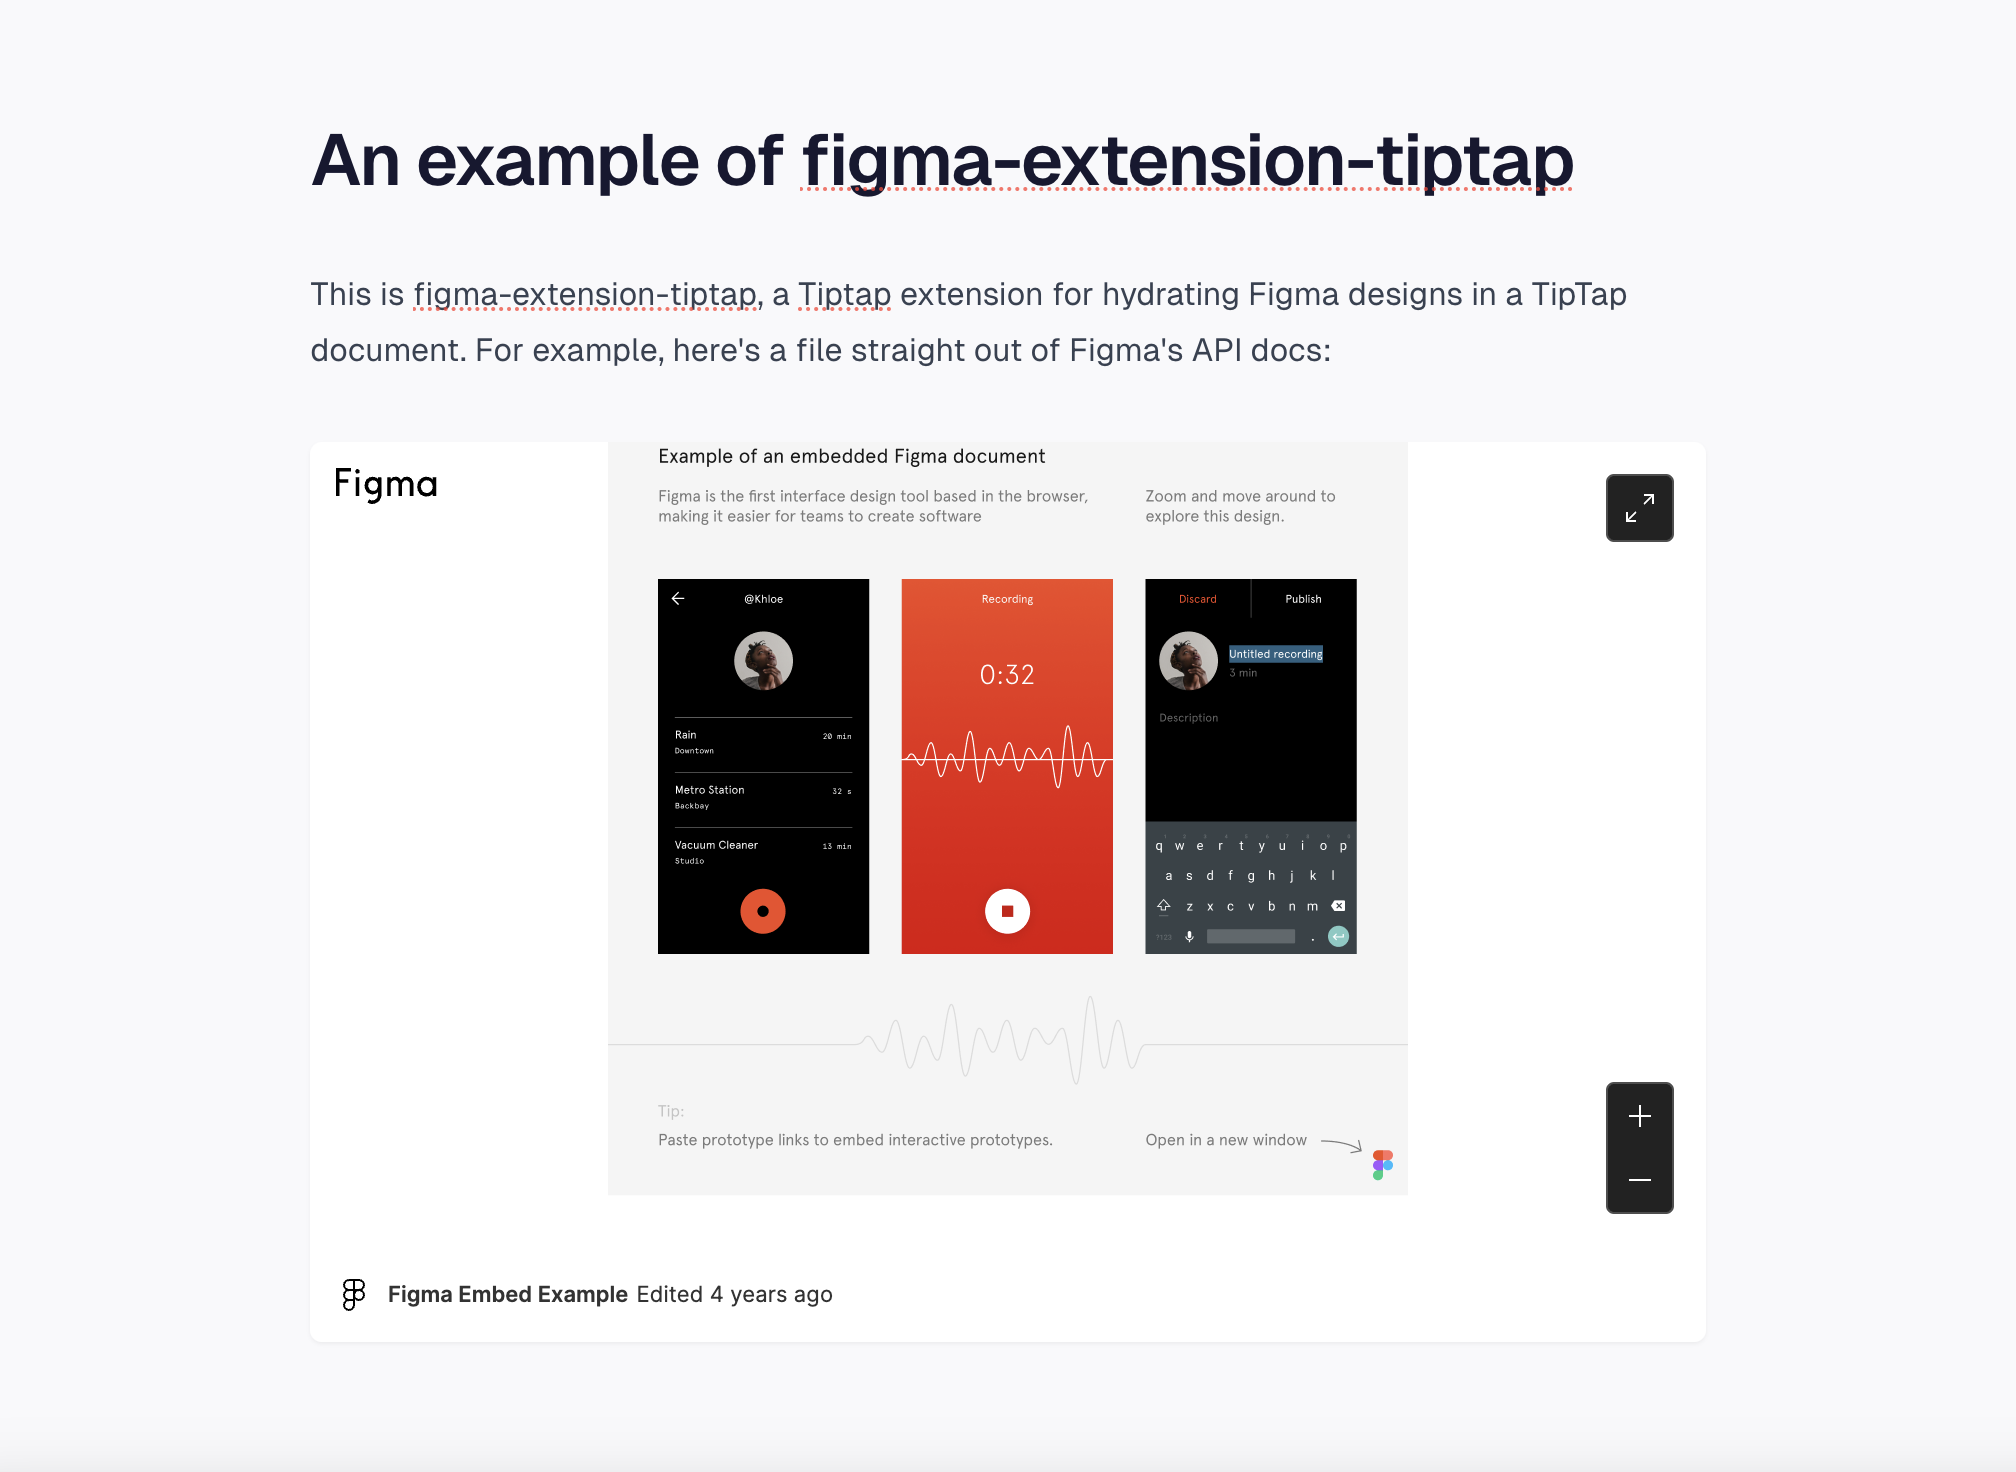 An example of figma-extension-tiptap
This is figma-extension-tiptap, a Tiptap extension for hydrating Figma designs in a TipTap
document. For example, here's a file straight out of Figma's API docs:
Figma
Example of an embedded Figma document
Figma is the first interface design tool based in the browser,
making it easier for teams to create software
Zoom and move around to
explore this design.
@Khloe
Rain 20 min
Downtown
Metro Station 32 s
Backbay
Vacuum Cleaner 13 min
Studio
Recording
0:32
Discard Publish
Untitled recording
3 min
Description
q w e r t y u i o p
a s d f g h j k l
z x c v b n m
?123 .
Tip:
Paste prototype links to embed interactive prototypes.
Open in a new window
Figma Embed Example Edited 4 years ago